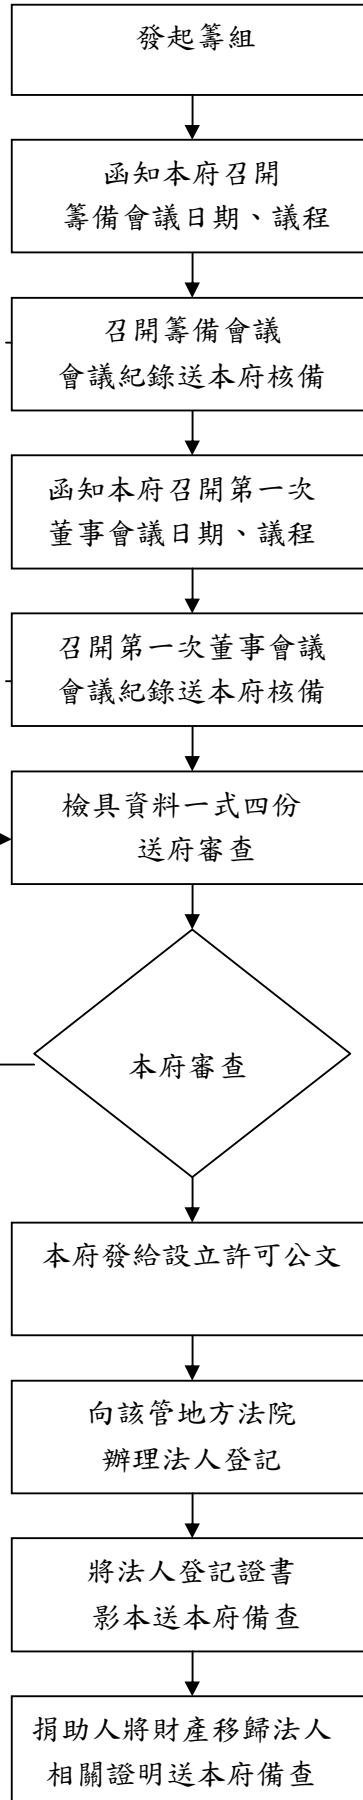 發起籌組
函知本府召開
籌備會議日期、議程
召開籌備會議
會議紀錄送本府核備
函知本府召開第一次
董事會議日期、議程
召開第一次董事會議
會議紀錄送本府核備
檢具資料一式四份
送府審查
本府審查
本府發給設立許可公文
向該管地方法院
辦理法人登記
將法人登記證書
影本送本府備查
捐助人將財產移歸法人
相關證明送本府備查